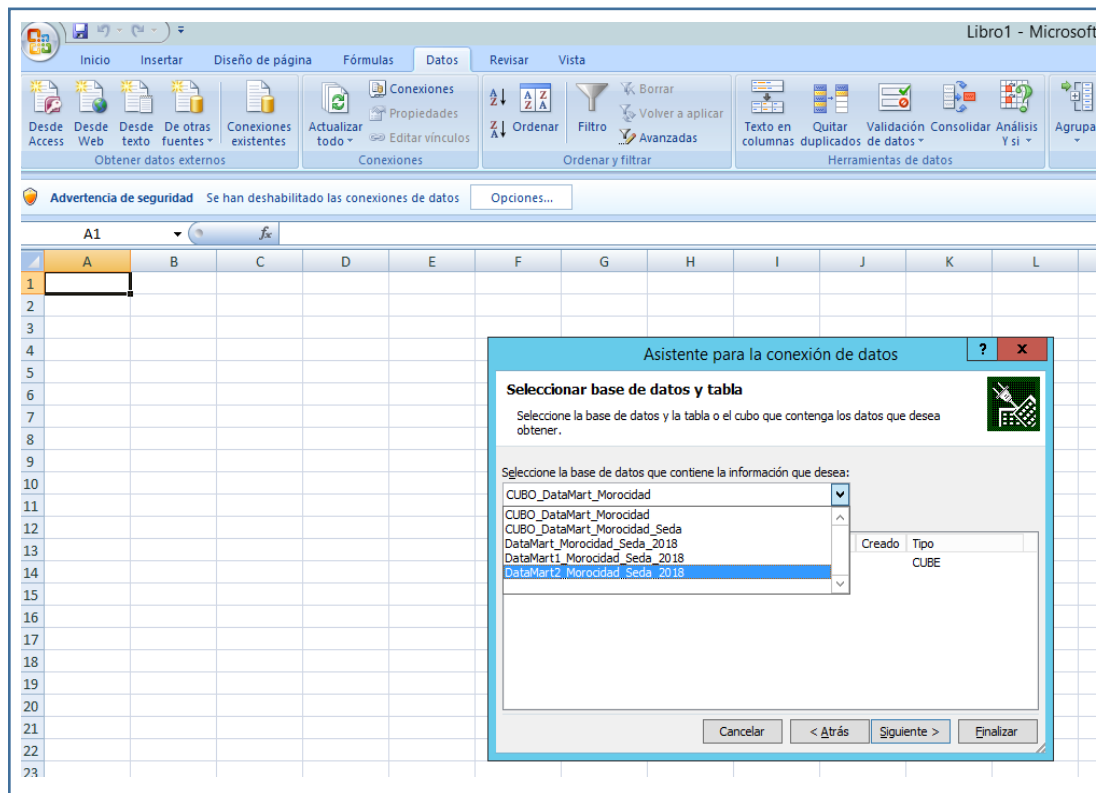 Libro1 - Microsoft
Inicio Insertar Diseño de página Fórmulas Datos Revisar Vista
Desde Access
Desde Web
Desde texto
De otras fuentes
Conexiones existentes
Obtener datos externos
Actualizar todo
Conexiones
Propiedades
Editar vínculos
Conexiones
Ordenar
Filtro
Borrar
Volver a aplicar
Avanzadas
Ordenar y filtrar
Texto en columnas
Quitar duplicados
Validación de datos
Consolidar
Análisis Y si
Herramientas de datos
Agrupa
Advertencia de seguridad Se han deshabilitado las conexiones de datos Opciones...
A1 fx
A B C D E F G H I J K L
1
2
3
4
5
6
7
8
9
10
11
12
13
14
15
16
17
18
19
20
21
22
23
Asistente para la conexión de datos ? x
Seleccionar base de datos y tabla
Seleccione la base de datos y la tabla o el cubo que contenga los datos que desea
obtener.
Seleccione la base de datos que contiene la información que desea:
CUBO_DataMart_Morocidad
CUBO_DataMart_Morocidad
CUBO_DataMart_Morocidad_Seda
DataMart_Morocidad_Seda_2018
DataMart1_Morocidad_Seda_2018
DataMart2_Morocidad_Seda_2018
Creado Tipo
CUBE
Cancelar < Atrás Siguiente > Finalizar